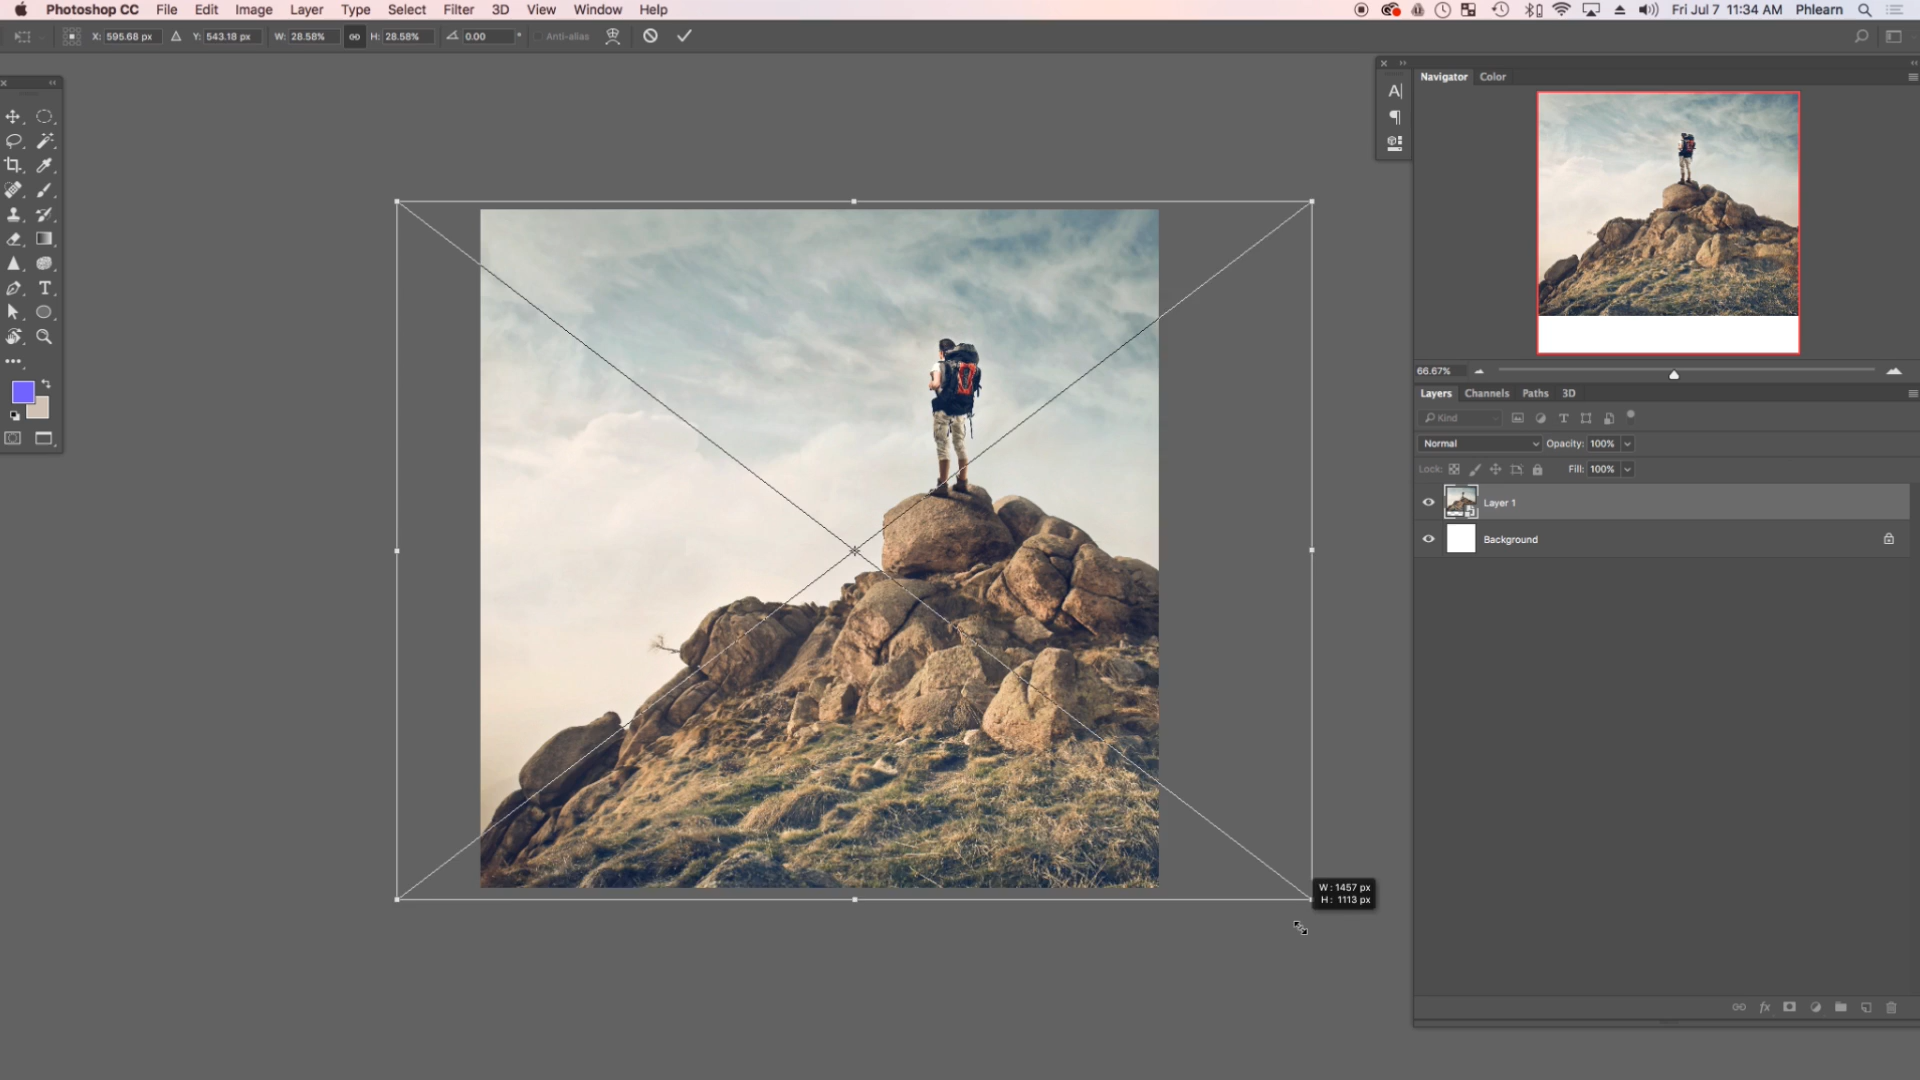 Photoshop CC File Edit Image Layer Type Select Filter 3D View Window Help Fri Jul 7 11:34 AM Phlearn
X: 595.68 px Y: 543.18 px W: 28.58% H: 28.58% 0.00 ° Anti-alias
Navigator Color
66.67%
Layers Channels Paths 3D
Kind
Normal Opacity: 100%
Lock: Fill: 100%
Layer 1
Background
W : 1457 px
H : 1113 px